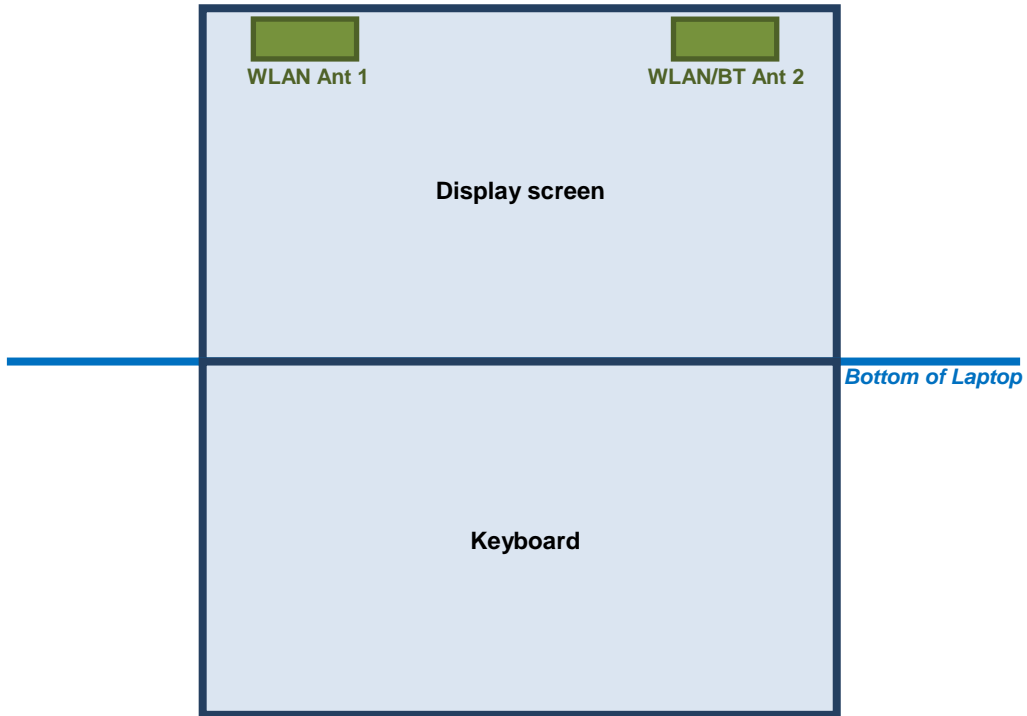 WLAN Ant 1
WLAN/BT Ant 2
Display screen
Bottom of Laptop
Keyboard